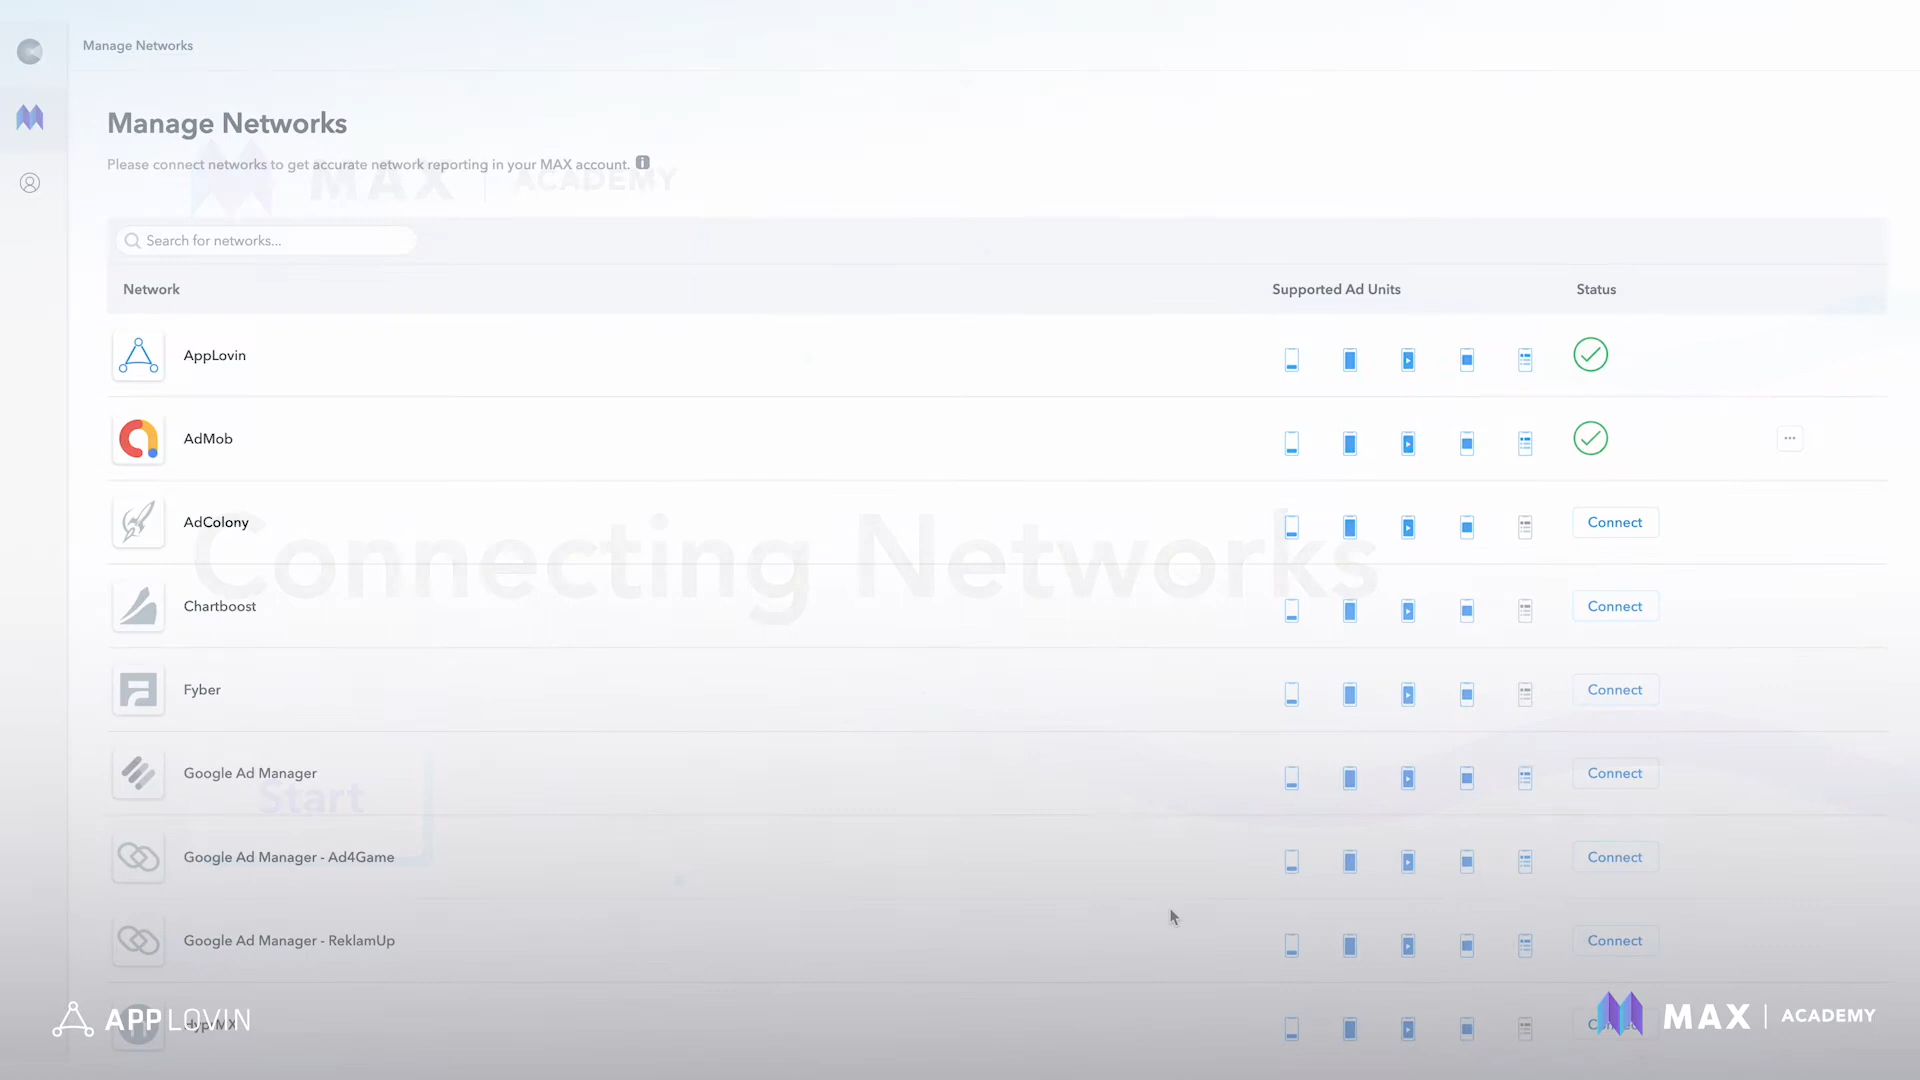 Manage Networks
Manage Networks
Please connect networks to get accurate network reporting in your MAX account.
MAX | ACADEMY
Search for networks...
Network Supported Ad Units Status
AppLovin
AdMob
AdColony Connect
Connecting Networks
Chartboost Connect
Fyber Connect
Google Ad Manager Connect
Start
Google Ad Manager - Ad4Game Connect
Google Ad Manager - ReklamUp Connect
HyprMX Connect
APPLOVIN
MAX | ACADEMY